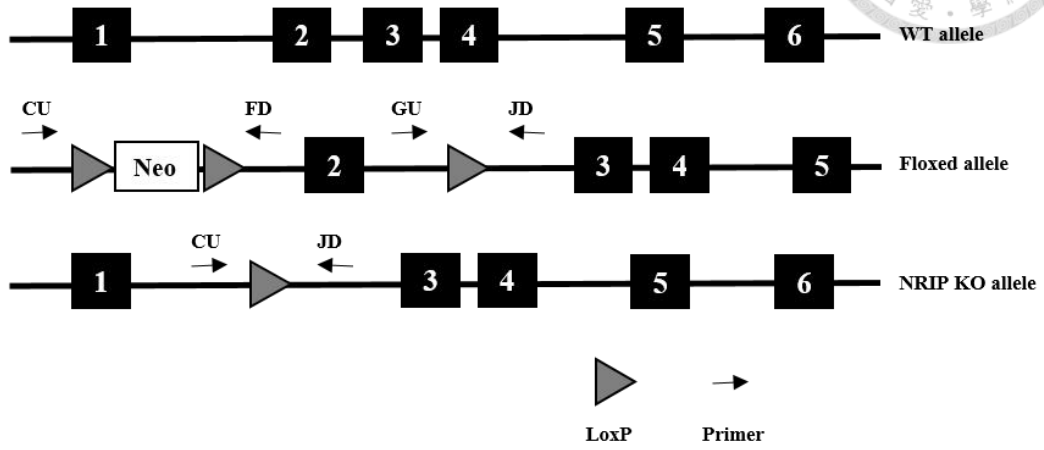 1 2 3 4 5 6 WT allele
CU FD GU JD
Neo 2 3 4 5 Floxed allele
CU JD
1 3 4 5 6 NRIP KO allele
LoxP Primer